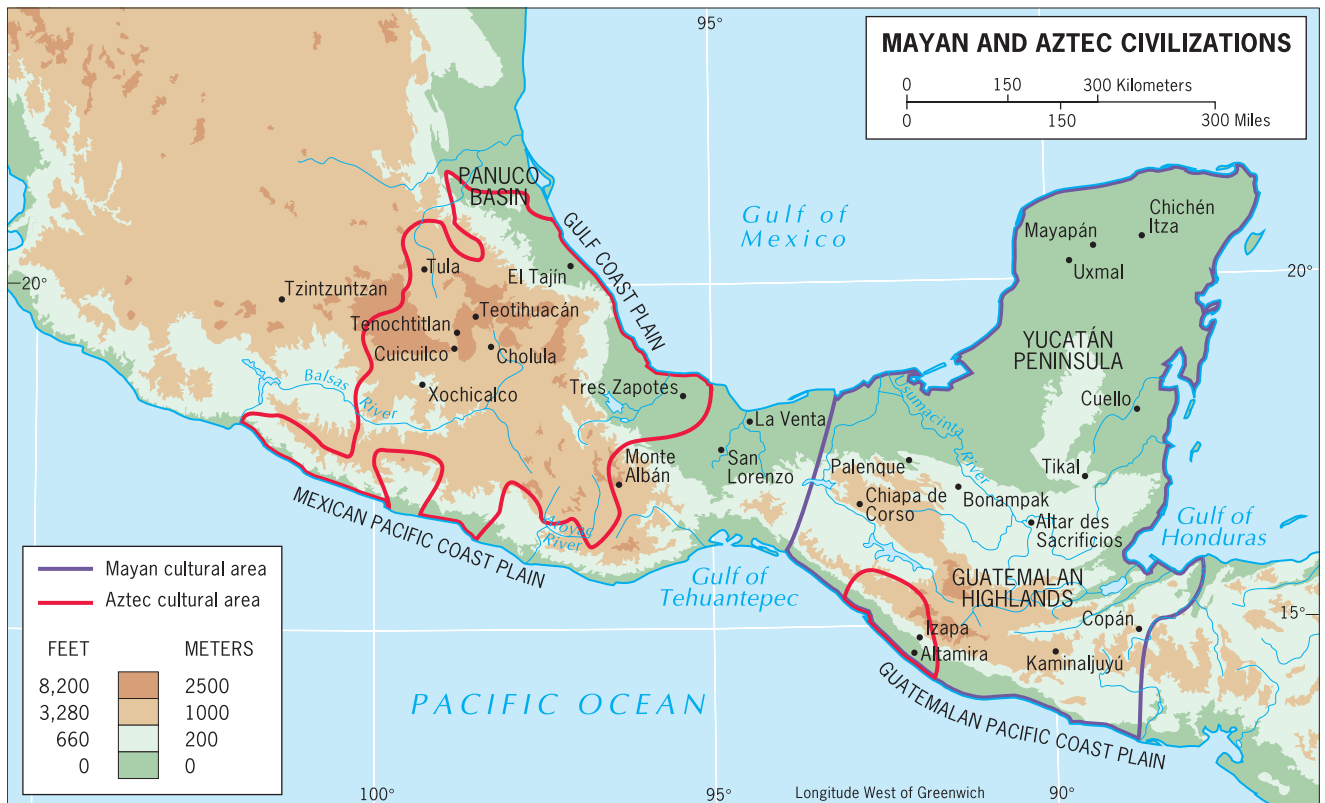 95°
MAYAN AND AZTEC CIVILIZATIONS
0 150 300 Kilometers
0 150 300 Miles
PANUCO
BASIN
GULF COAST PLAIN
Gulf of
Mexico
Chichén
Itza
Mayapán
Uxmal
20°
20°
Tula
El Tajín
Tzintzuntzan
Teotihuacán
Tenochtitlan
Cuicuilco
Cholula
YUCATÁN
PENINSULA
Balsas
River
Xochicalco
Tres Zapotes
Usumacinta
River
Cuello
La Venta
San
Lorenzo
Monte
Albán
Palenque
Tikal
Chiapa de
Corso
Bonampak
Altar des
Sacrificios
MEXICAN PACIFIC COAST PLAIN
Atoyac
River
Gulf of
Honduras
Gulf of
Tehuantepec
GUATEMALAN
HIGHLANDS
15°
Copán
Izapa
Altamira
Kaminaljuyú
GUATEMALAN PACIFIC COAST PLAIN
PACIFIC OCEAN
Mayan cultural area
Aztec cultural area
FEET METERS
8,200 2500
3,280 1000
660 200
0 0
100°
95°
Longitude West of Greenwich
90°